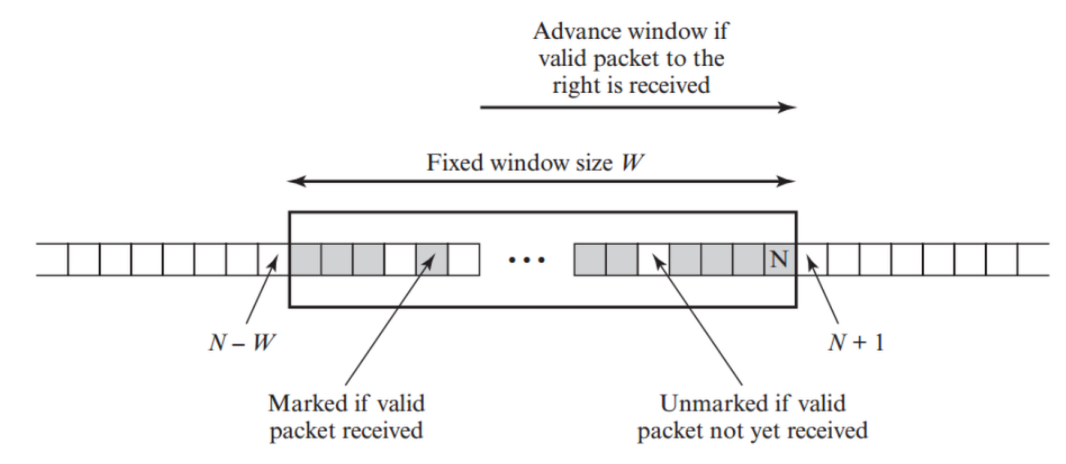 Advance window if
valid packet to the
right is received
Fixed window size W
...
N
N – W
N + 1
Marked if valid
packet received
Unmarked if valid
packet not yet received